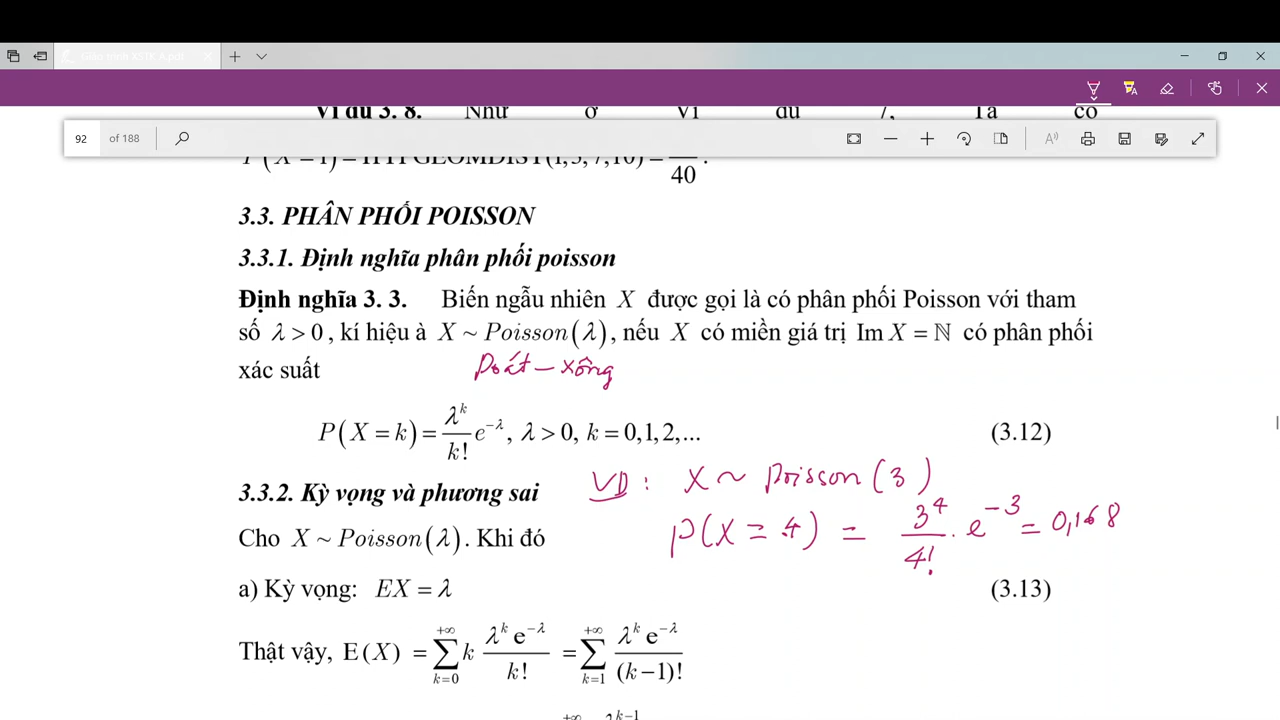 Giáo trình XSTK A.pdf
92 of 188
Ví dụ 3. 8. Như ở Ví dụ 7, Ta có
P(X = 1) = HYPGEOMDIST(1,3,7,10) = 
40
3.3. PHÂN PHỐI POISSON
3.3.1. Định nghĩa phân phối poisson
Định nghĩa 3. 3. Biến ngẫu nhiên X được gọi là có phân phối Poisson với tham
số λ > 0, kí hiệu à X ~ Poisson(λ), nếu X có miền giá trị Im X = ℕ có phân phối
xác suất
Poát – xông
P(X = k) = λ^k/k! e^{−λ}, λ > 0, k = 0,1,2,... (3.12)
VD: X ~ Poisson (3)
3.3.2. Kỳ vọng và phương sai
P(X = 4) = 3^4/4! . e^{−3} = 0,168
Cho X ~ Poisson(λ). Khi đó
a) Kỳ vọng: EX = λ (3.13)
Thật vậy, E(X) = ∑_{k=0}^{+∞} k λ^k e^{−λ}/k! = ∑_{k=1}^{+∞} λ^k e^{−λ}/(k−1)!
+∞ λ^{k−1}